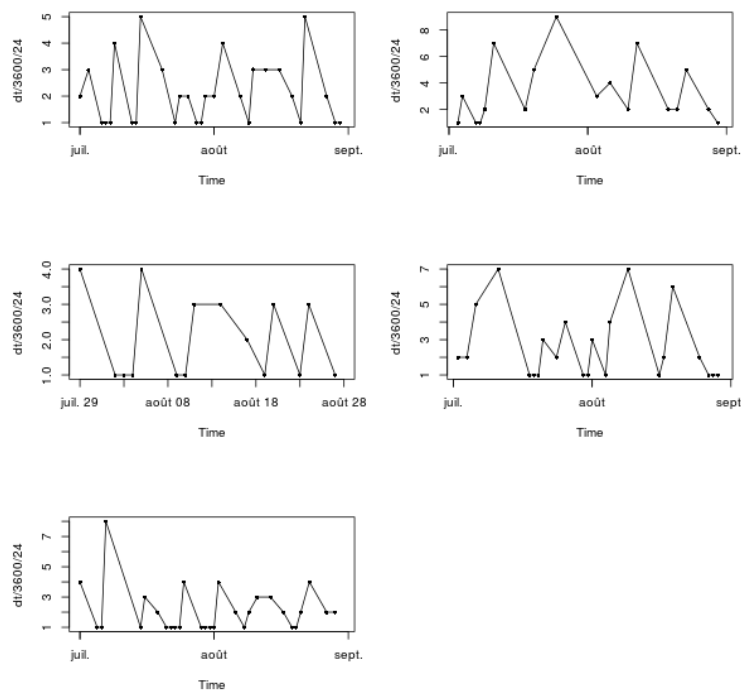 dt/3600/24
1 2 3 4 5
juil. août sept.
Time
dt/3600/24
2 4 6 8
juil. août sept.
Time
dt/3600/24
1.0 2.0 3.0 4.0
juil. 29 août 08 août 18 août 28
Time
dt/3600/24
1 3 5 7
juil. août sept
Time
dt/3600/24
1 3 5 7
juil. août sept.
Time